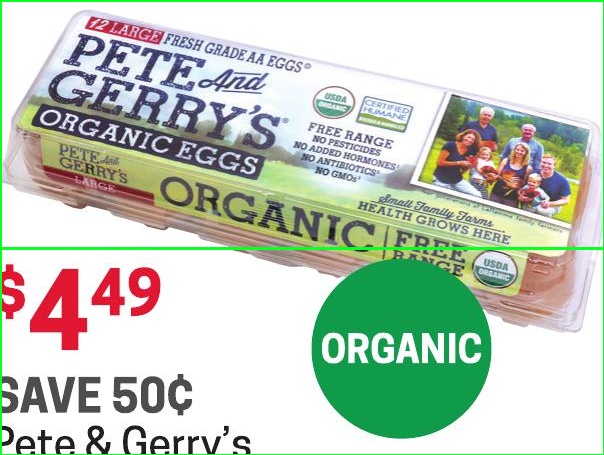 12 LARGE FRESH GRADE AA EGGS®
PETE And
GERRY'S®
ORGANIC EGGS
USDA
ORGANIC
CERTIFIED
HUMANE
RAISED & HANDLED
FREE RANGE
NO PESTICIDES
NO ADDED HORMONES
NO ANTIBIOTICS
NO GMOs
Small Family Farms
HEALTH GROWS HERE
PETE And
GERRY'S
LARGE
ORGANIC
FREE
RANGE
USDA
ORGANIC
$4.49
ORGANIC
SAVE 50¢
Pete & Gerry's